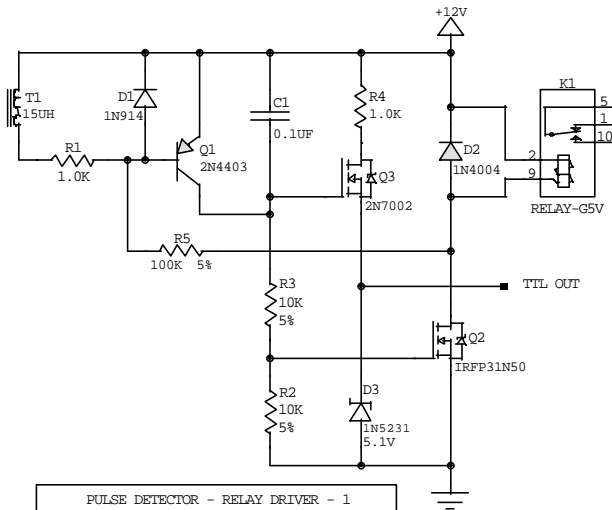 +12V
T1
15UH
D1
1N914
R1
1.0K
Q1
2N4403
C1
0.1UF
R4
1.0K
Q3
2N7002
D2
1N4004
K1
5
1
10
2
9
RELAY-G5V
R5
100K 5%
R3
10K
5%
TTL OUT
Q2
IRFP31N50
R2
10K
5%
D3
1N5231
5.1V
PULSE DETECTOR - RELAY DRIVER - 1